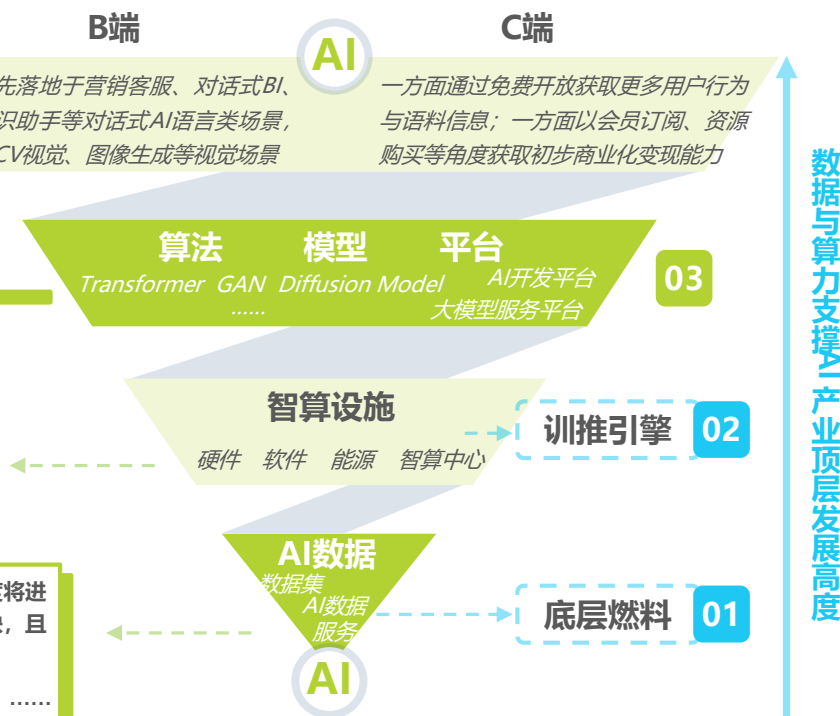 B端
AI
C端
先落地于营销客服、对话式BI、
识助手等对话式AI语言类场景，
CV视觉、图像生成等视觉场景
一方面通过免费开放获取更多用户行为
与语料信息；一方面以会员订阅、资源
购买等角度获取初步商业化变现能力
算法 模型 平台
Transformer GAN Diffusion Model
......
AI开发平台
大模型服务平台
03
智算设施
硬件 软件 能源 智算中心
训推引擎
02
AI数据
数据集
AI数据
服务
底层燃料
01
AI
将进
，且
......
数据与算力支撑AI产业顶层发展高度